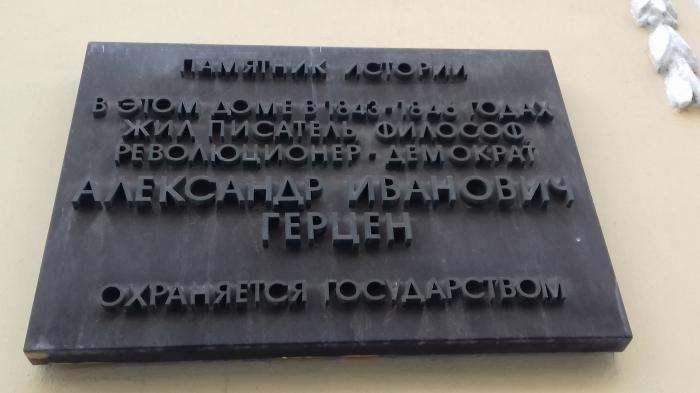 ПАМЯТНИК ИСТОРИИ
В ЭТОМ ДОМЕ В 1843-1846 ГОДАХ
ЖИЛ ПИСАТЕЛЬ, ФИЛОСОФ,
РЕВОЛЮЦИОНЕР-ДЕМОКРАТ
АЛЕКСАНДР ИВАНОВИЧ
ГЕРЦЕН
ОХРАНЯЕТСЯ ГОСУДАРСТВОМ